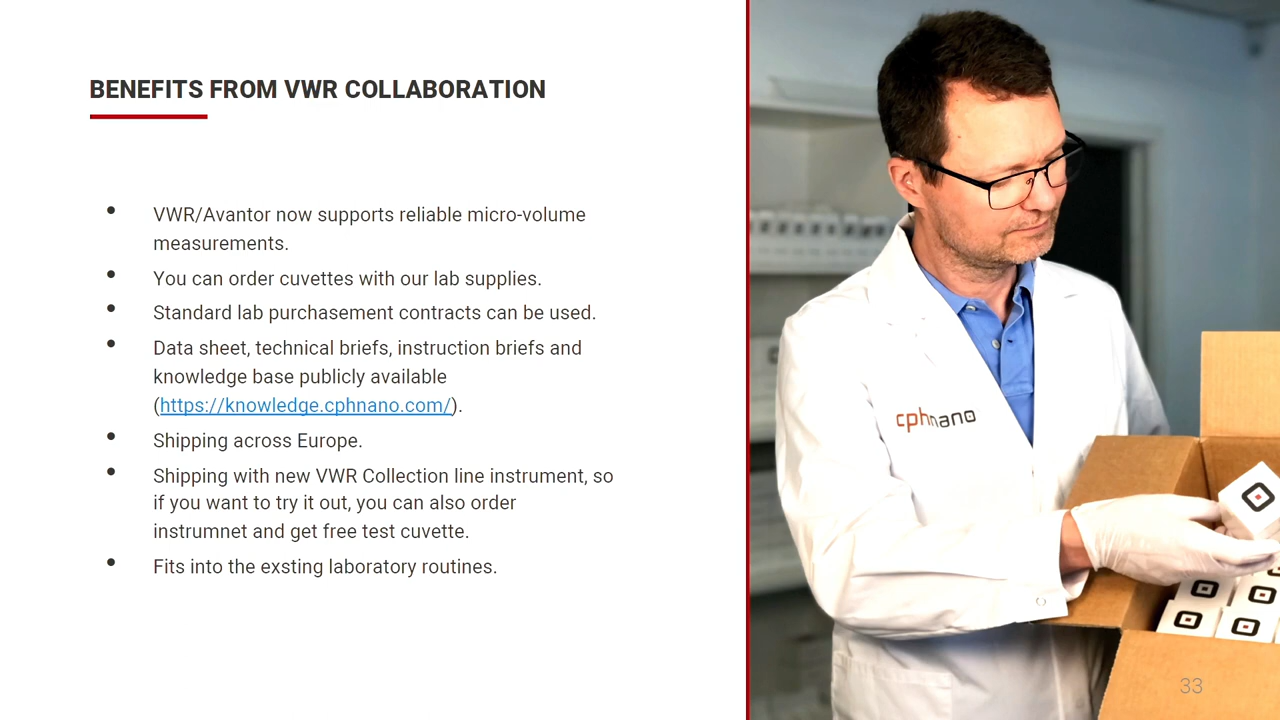 BENEFITS FROM VWR COLLABORATION
• VWR/Avantor now supports reliable micro-volume
measurements.
• You can order cuvettes with our lab supplies.
• Standard lab purchasement contracts can be used.
• Data sheet, technical briefs, instruction briefs and
knowledge base publicly available
(https://knowledge.cphnano.com/).
• Shipping across Europe.
• Shipping with new VWR Collection line instrument, so
if you want to try it out, you can also order
instrumnet and get free test cuvette.
• Fits into the exsting laboratory routines.
cphnano
33